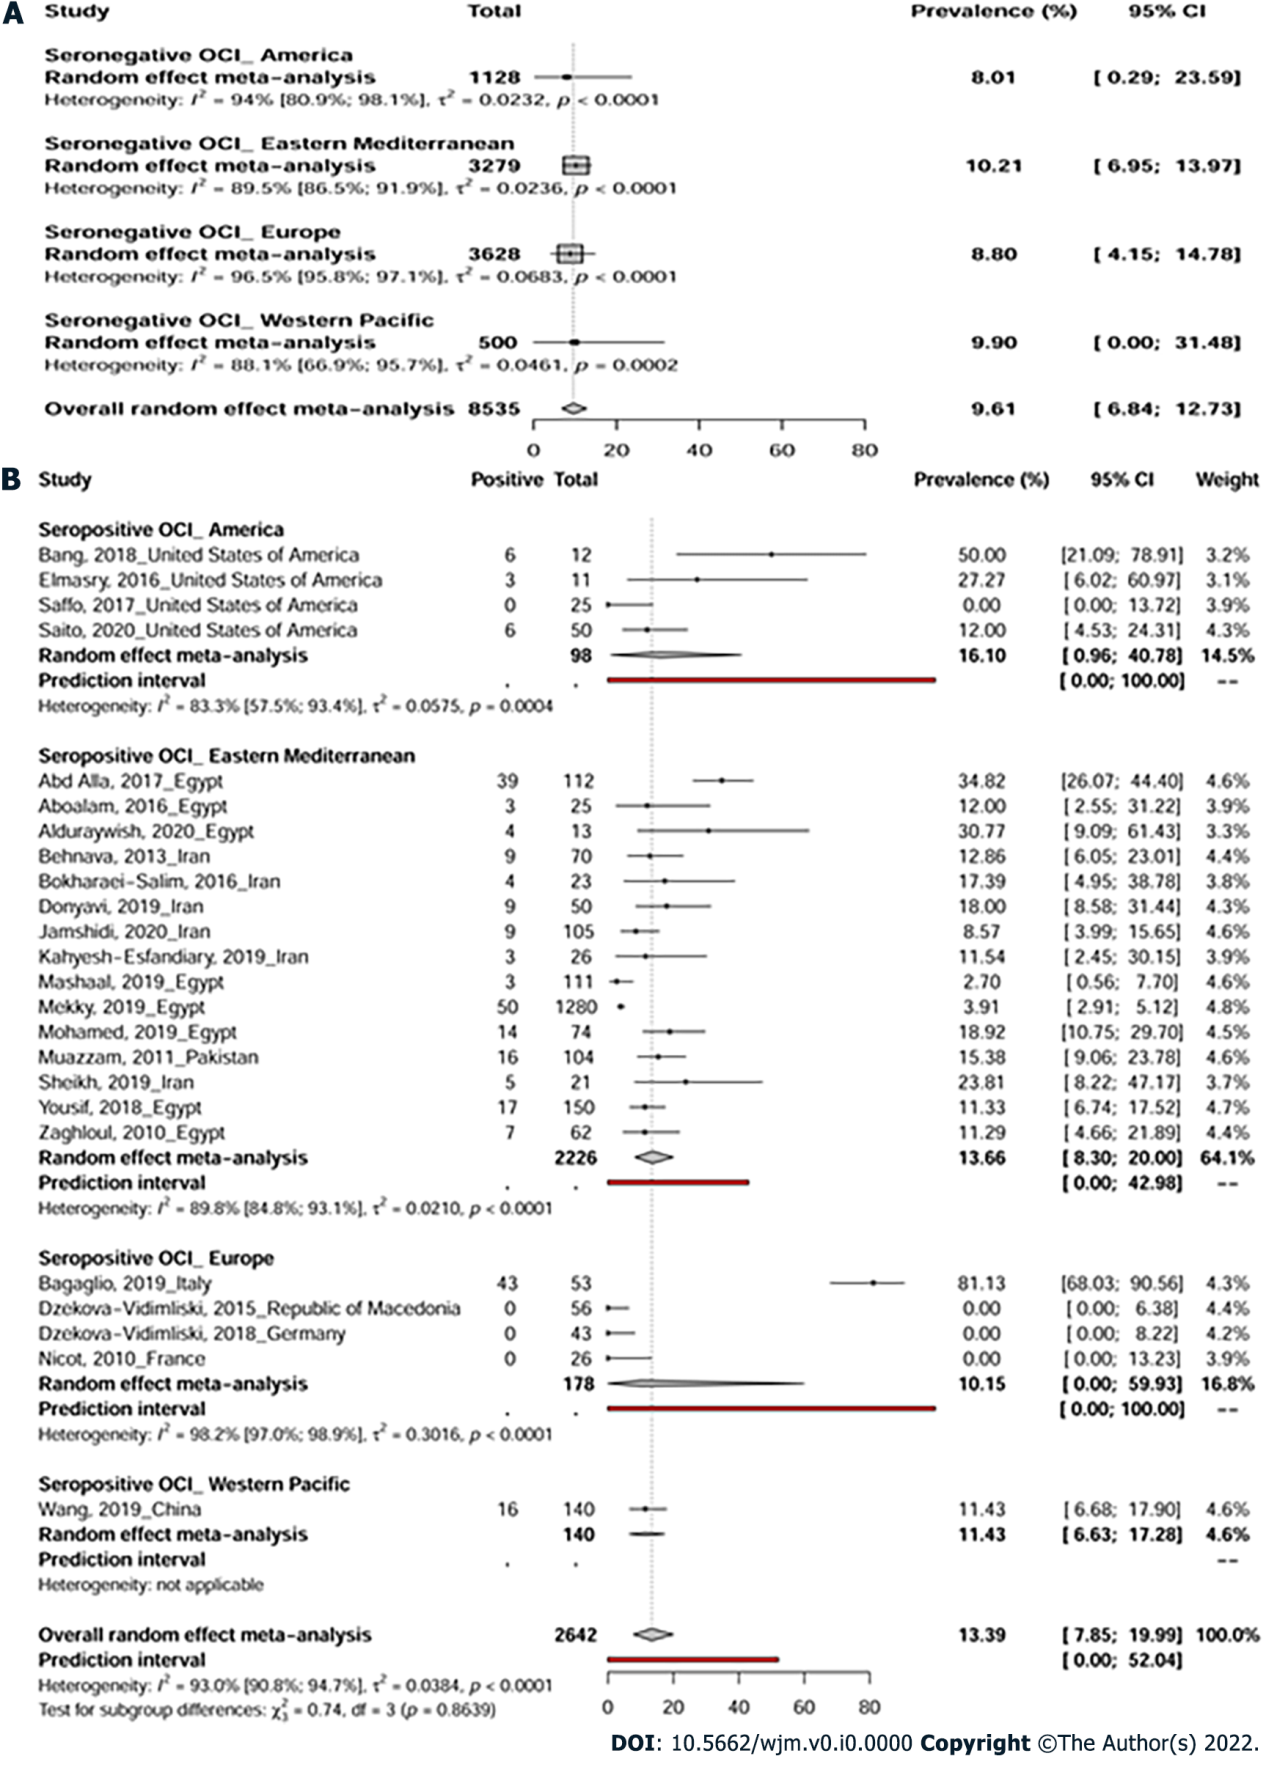 A Study Total Prevalence (%) 95% CI
Seronegative OCI_ America
Random effect meta-analysis 1128 8.01 [ 0.29; 23.59]
Heterogeneity: I² = 94% [80.9%; 98.1%], τ² = 0.0232, p < 0.0001
Seronegative OCI_ Eastern Mediterranean
Random effect meta-analysis 3279 10.21 [ 6.95; 13.97]
Heterogeneity: I² = 89.5% [86.5%; 91.9%], τ² = 0.0236, p < 0.0001
Seronegative OCI_ Europe
Random effect meta-analysis 3628 8.80 [ 4.15; 14.78]
Heterogeneity: I² = 96.5% [95.8%; 97.1%], τ² = 0.0683, p < 0.0001
Seronegative OCI_ Western Pacific
Random effect meta-analysis 500 9.90 [ 0.00; 31.48]
Heterogeneity: I² = 88.1% [66.9%; 95.7%], τ² = 0.0461, p = 0.0002
Overall random effect meta-analysis 8535 9.61 [ 6.84; 12.73]
0 20 40 60 80
B Study Positive Total Prevalence (%) 95% CI Weight
Seropositive OCI_ America
Bang, 2018_United States of America 6 12 50.00 [21.09; 78.91] 3.2%
Elmasry, 2016_United States of America 3 11 27.27 [ 6.02; 60.97] 3.1%
Saffo, 2017_United States of America 0 25 0.00 [ 0.00; 13.72] 3.9%
Saito, 2020_United States of America 6 50 12.00 [ 4.53; 24.31] 4.3%
Random effect meta-analysis 98 16.10 [ 0.96; 40.78] 14.5%
Prediction interval . . [ 0.00; 100.00] --
Heterogeneity: I² = 83.3% [57.5%; 93.4%], τ² = 0.0575, p = 0.0004
Seropositive OCI_ Eastern Mediterranean
Abd Alla, 2017_Egypt 39 112 34.82 [26.07; 44.40] 4.6%
Aboalam, 2016_Egypt 3 25 12.00 [ 2.55; 31.22] 3.9%
Alduraywish, 2020_Egypt 4 13 30.77 [ 9.09; 61.43] 3.3%
Behnava, 2013_Iran 9 70 12.86 [ 6.05; 23.01] 4.4%
Bokharaei-Salim, 2016_Iran 4 23 17.39 [ 4.95; 38.78] 3.8%
Donyavi, 2019_Iran 9 50 18.00 [ 8.58; 31.44] 4.3%
Jamshidi, 2020_Iran 9 105 8.57 [ 3.99; 15.65] 4.6%
Kahyesh-Esfandiary, 2019_Iran 3 26 11.54 [ 2.45; 30.15] 3.9%
Mashaal, 2019_Egypt 3 111 2.70 [ 0.56; 7.70] 4.6%
Mekky, 2019_Egypt 50 1280 3.91 [ 2.91; 5.12] 4.8%
Mohamed, 2019_Egypt 14 74 18.92 [10.75; 29.70] 4.5%
Muazzam, 2011_Pakistan 16 104 15.38 [ 9.06; 23.78] 4.6%
Sheikh, 2019_Iran 5 21 23.81 [ 8.22; 47.17] 3.7%
Yousif, 2018_Egypt 17 150 11.33 [ 6.74; 17.52] 4.7%
Zaghloul, 2010_Egypt 7 62 11.29 [ 4.66; 21.89] 4.4%
Random effect meta-analysis 2226 13.66 [ 8.30; 20.00] 64.1%
Prediction interval . . [ 0.00; 42.98] --
Heterogeneity: I² = 89.8% [84.8%; 93.1%], τ² = 0.0210, p < 0.0001
Seropositive OCI_ Europe
Bagaglio, 2019_Italy 43 53 81.13 [68.03; 90.56] 4.3%
Dzekova-Vidimliski, 2015_Republic of Macedonia 0 56 0.00 [ 0.00; 6.38] 4.4%
Dzekova-Vidimliski, 2018_Germany 0 43 0.00 [ 0.00; 8.22] 4.2%
Nicot, 2010_France 0 26 0.00 [ 0.00; 13.23] 3.9%
Random effect meta-analysis 178 10.15 [ 0.00; 59.93] 16.8%
Prediction interval . . [ 0.00; 100.00] --
Heterogeneity: I² = 98.2% [97.0%; 98.9%], τ² = 0.3016, p < 0.0001
Seropositive OCI_ Western Pacific
Wang, 2019_China 16 140 11.43 [ 6.68; 17.90] 4.6%
Random effect meta-analysis 140 11.43 [ 6.63; 17.28] 4.6%
Prediction interval . . --
Heterogeneity: not applicable
Overall random effect meta-analysis 2642 13.39 [ 7.85; 19.99] 100.0%
Prediction interval [ 0.00; 52.04]
Heterogeneity: I² = 93.0% [90.8%; 94.7%], τ² = 0.0384, p < 0.0001
Test for subgroup differences: χ²₃ = 0.74, df = 3 (p = 0.8639)
0 20 40 60 80
DOI: 10.5662/wjm.v0.i0.0000 Copyright ©The Author(s) 2022.